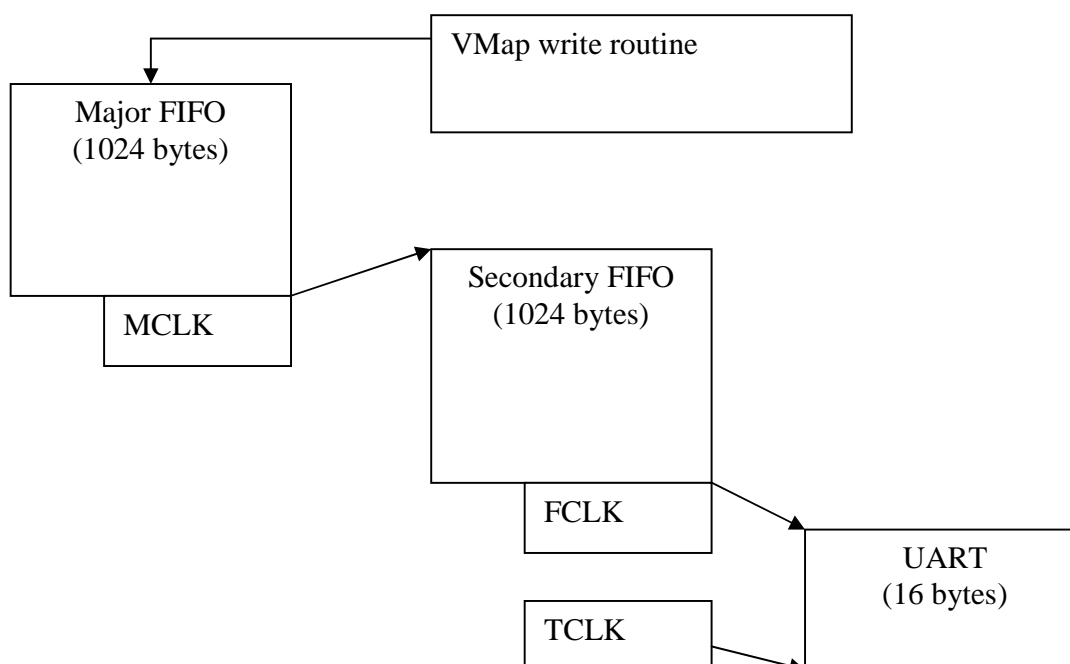 VMap write routine
Major FIFO
(1024 bytes)
MCLK
Secondary FIFO
(1024 bytes)
FCLK
UART
(16 bytes)
TCLK